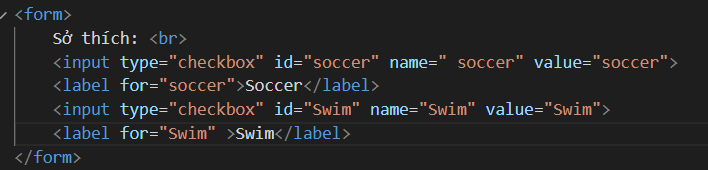 <form>
Sở thích: <br>
<input type="checkbox" id="soccer" name=" soccer" value="soccer">
<label for="soccer">Soccer</label>
<input type="checkbox" id="Swim" name="Swim" value="Swim">
<label for="Swim" >Swim</label>
</form>